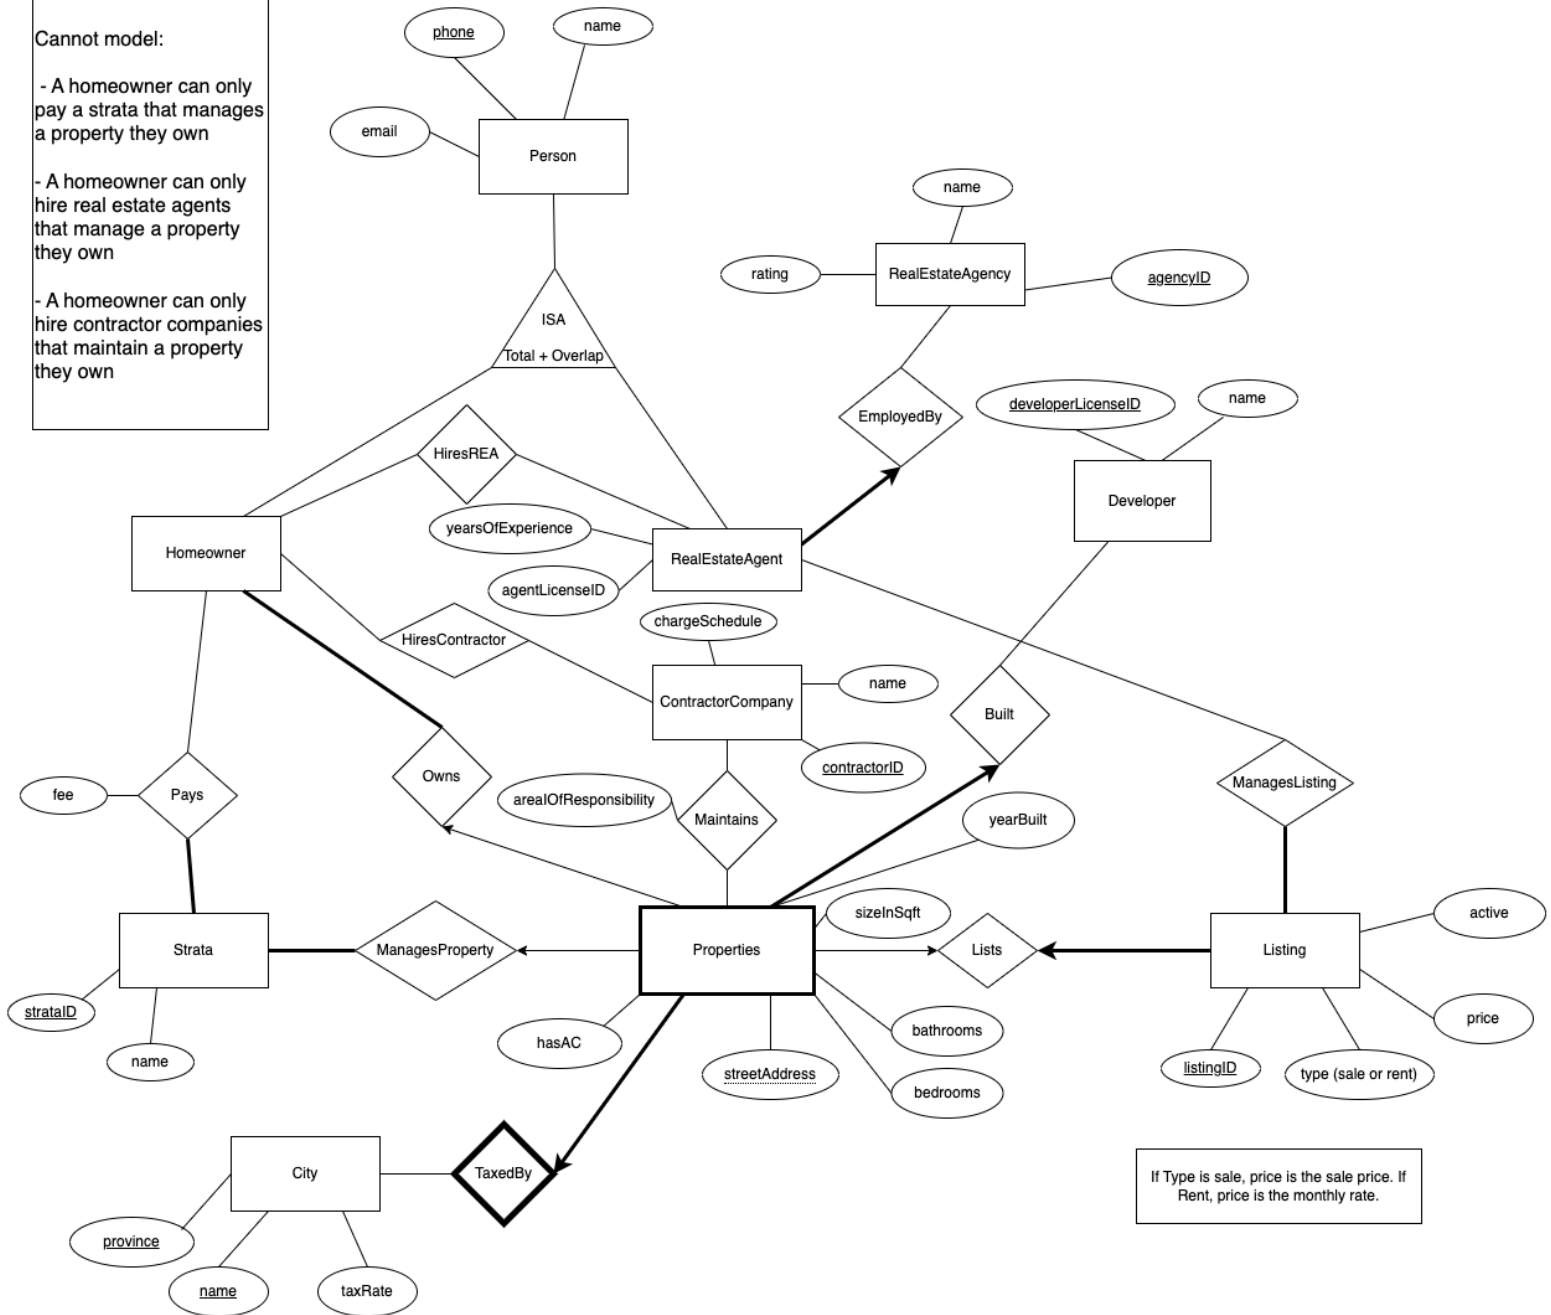 Cannot model:
- A homeowner can only
pay a strata that manages
a property they own
- A homeowner can only
hire real estate agents
that manage a property
they own
- A homeowner can only
hire contractor companies
that maintain a property
they own
phone
name
email
Person
ISA
Total + Overlap
name
rating
RealEstateAgency
agencyID
EmployedBy
developerLicenseID
name
Developer
HiresREA
yearsOfExperience
Homeowner
RealEstateAgent
agentLicenseID
chargeSchedule
HiresContractor
ContractorCompany
name
contractorID
Built
Owns
ManagesListing
fee
Pays
arealOfResponsibility
Maintains
yearBuilt
sizeInSqft
active
Strata
ManagesProperty
Properties
Lists
Listing
strataID
name
hasAC
streetAddress
bathrooms
bedrooms
price
listingID
type (sale or rent)
City
TaxedBy
province
name
taxRate
If Type is sale, price is the sale price. If
Rent, price is the monthly rate.